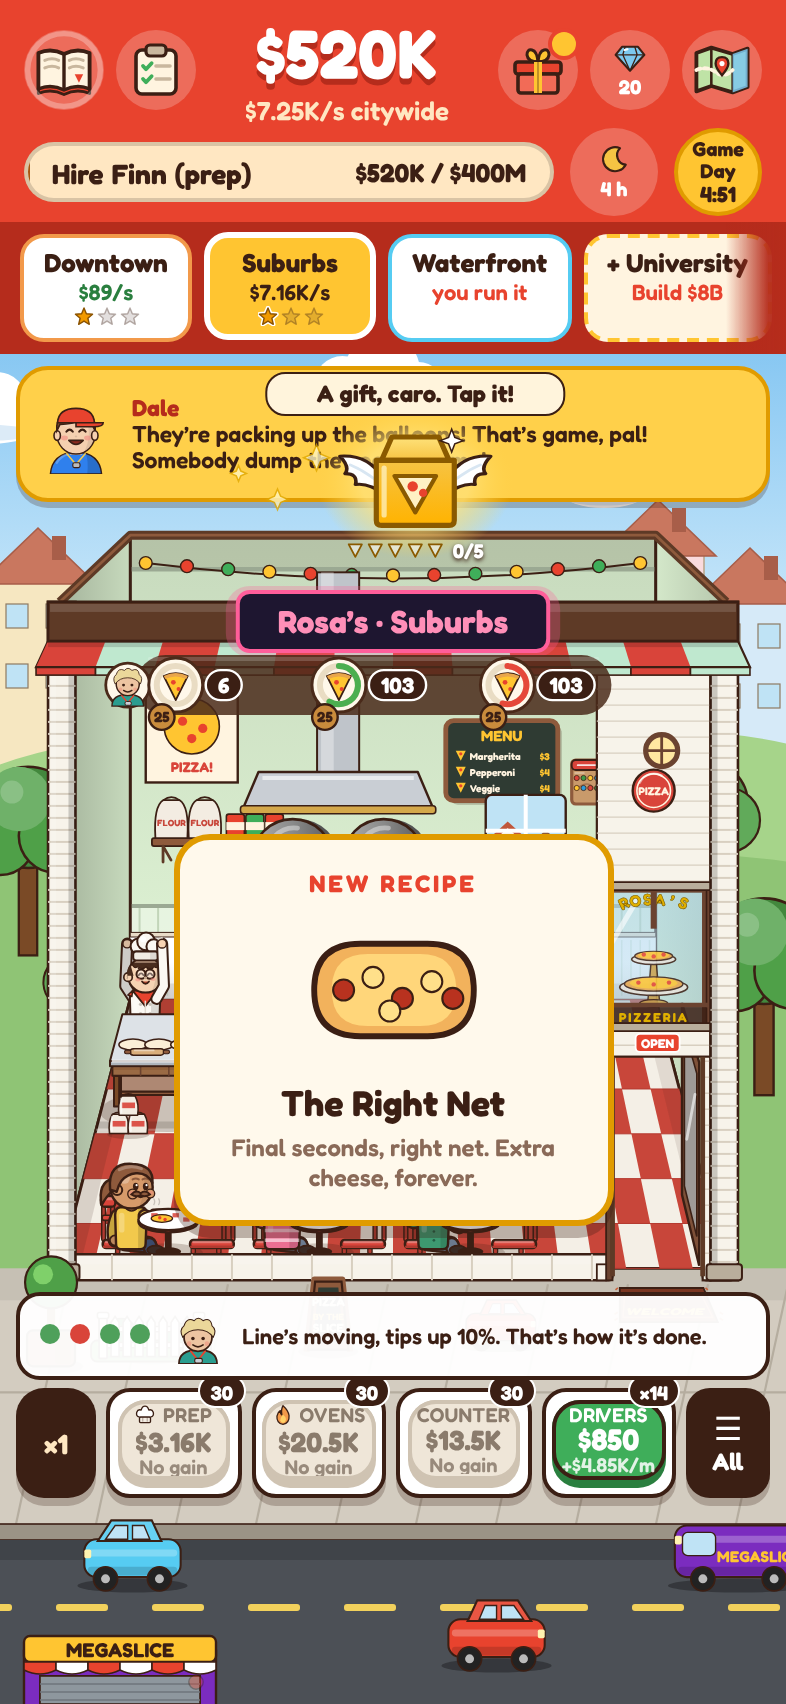 $520K
$7.25K/s citywide
20
Hire Finn (prep)
$520K / $400M
4 h
Game
Day
4:51
Downtown
$89/s
Suburbs
$7.16K/s
Waterfront
you run it
+ University
Build $8B
A gift, caro. Tap it!
Dale
They're packing up the balloons! That's game, pal!
Somebody dump the
0/5
Rosa's · Suburbs
6
103
103
25
25
25
PIZZA!
MENU
Margherita $3
Pepperoni $4
Veggie $4
PIZZA
FLOUR
FLOUR
ROSA'S
PIZZERIA
OPEN
NEW RECIPE
The Right Net
Final seconds, right net. Extra
cheese, forever.
PIZZA
WELCOME
Line's moving, tips up 10%. That's how it's done.
x1
30
PREP
$3.16K
No gain
30
OVENS
$20.5K
No gain
30
COUNTER
$13.5K
No gain
x14
DRIVERS
$850
+$4.85K/m
All
MEGASLIC
MEGASLICE